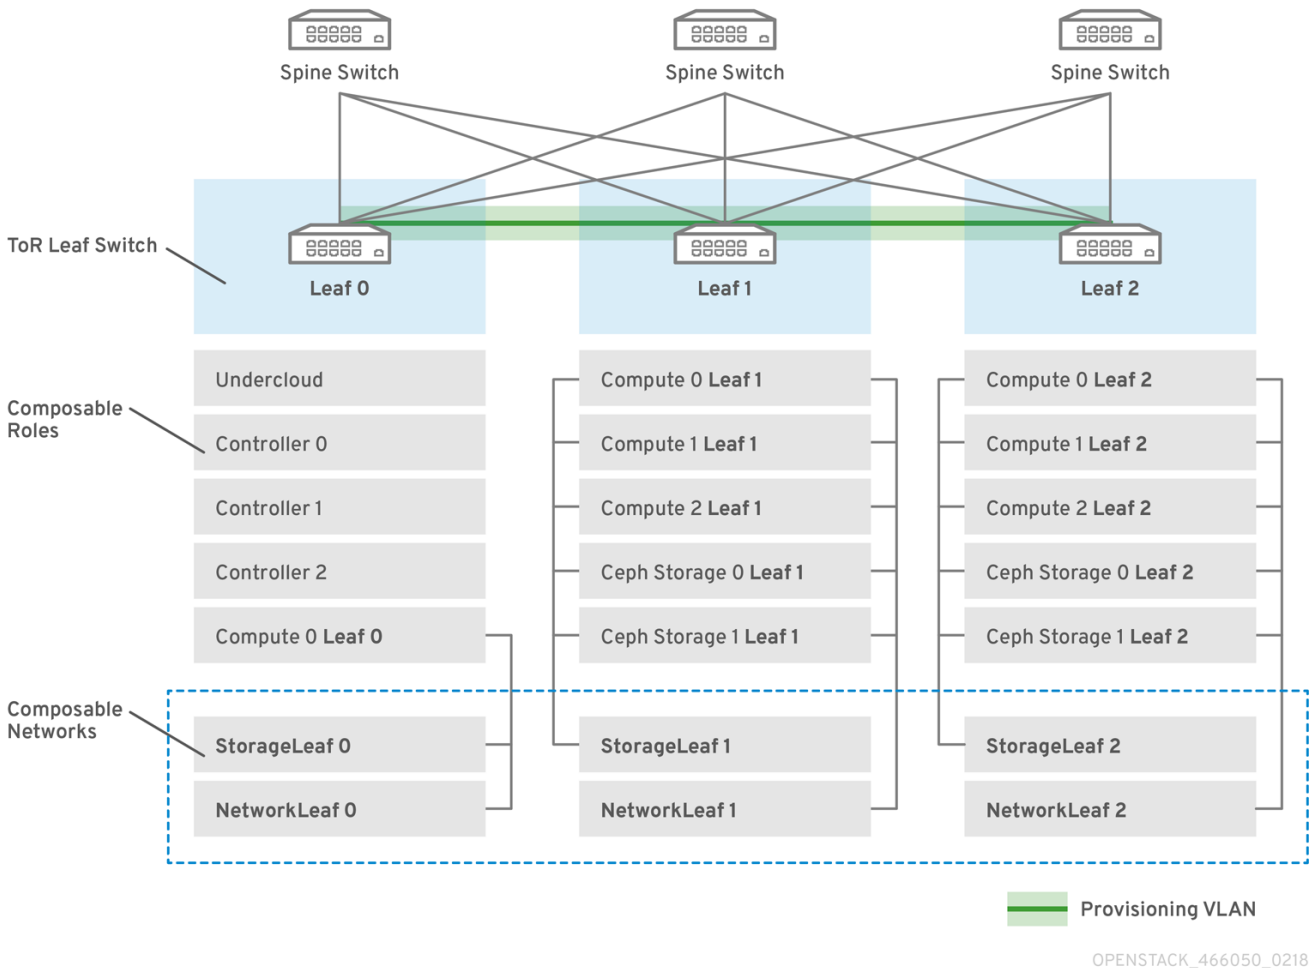 Spine Switch
Spine Switch
Spine Switch
ToR Leaf Switch
Leaf 0
Leaf 1
Leaf 2
Composable
Roles
Undercloud
Controller 0
Controller 1
Controller 2
Compute 0 Leaf 0
Compute 0 Leaf 1
Compute 1 Leaf 1
Compute 2 Leaf 1
Ceph Storage 0 Leaf 1
Ceph Storage 1 Leaf 1
Compute 0 Leaf 2
Compute 1 Leaf 2
Compute 2 Leaf 2
Ceph Storage 0 Leaf 2
Ceph Storage 1 Leaf 2
Composable
Networks
StorageLeaf 0
NetworkLeaf 0
StorageLeaf 1
NetworkLeaf 1
StorageLeaf 2
NetworkLeaf 2
Provisioning VLAN
OPENSTACK_466050_0218